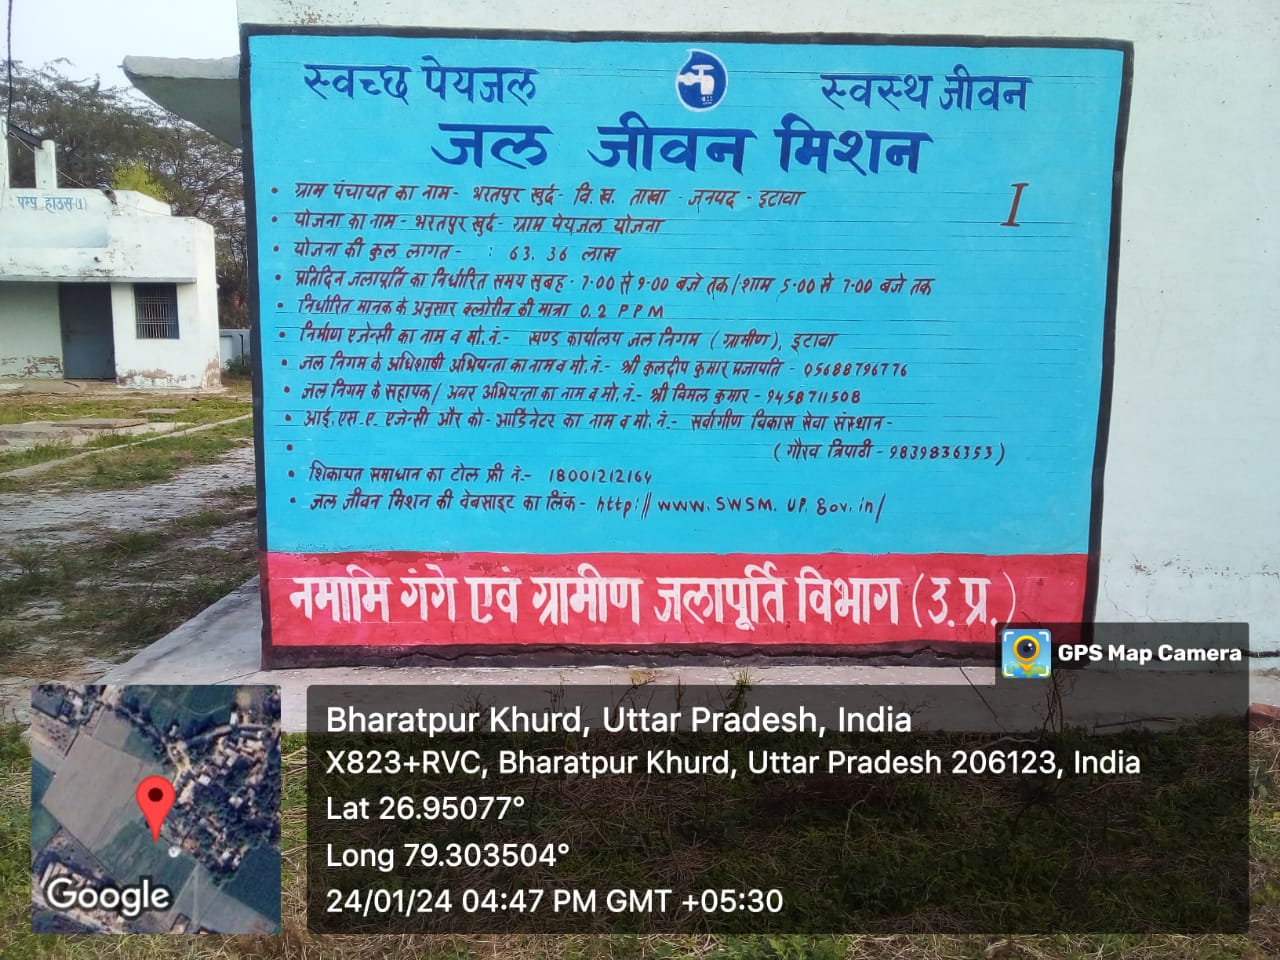 स्वच्छ पेयजल
स्वस्थ जीवन
जल जीवन मिशन
I
• ग्राम पंचायत का नाम- भरतपुर खुर्द- वि.ख. ताखा - जनपद - इटावा
• योजना का नाम - भरतपुर खुर्द- ग्राम पेयजल योजना
• योजना की कुल लागत - : 63.36 लाख
• प्रतिदिन जलापूर्ति का निर्धारित समय सुबह - 7-00 से 9-00 बजे तक/शाम 5-00 से 7-00 बजे तक
• निर्धारित मानक के अनुसार क्लोरीन की मात्रा 0.2 PPM
• निर्माण एजेन्सी का नाम व मो.नं.- खण्ड कार्यालय जल निगम (ग्रामीण), इटावा
• जल निगम के अधिशाषी अभियन्ता का नाम व मो.नं.- श्री कुलदीप कुमार प्रजापति - 05688796776
• जल निगम के सहायक/ अवर अभियन्ता का नाम व मो.नं.- श्री विमल कुमार - 9458711508
• आई.एस.ए. एजेन्सी और को-आर्डिनेटर का नाम व मो.नं.- सर्वांगीण विकास सेवा संस्थान-
• (गौरव त्रिपाठी - 9839836353)
• शिकायत समाधान का टोल फ्री नं.- 18001212164
• जल जीवन मिशन की वेबसाइट का लिंक- http://www.SWSM.UP.gov.in/
नमामि गंगे एवं ग्रामीण जलापूर्ति विभाग (उ.प्र.)
पम्प हाउस (1)
GPS Map Camera
Bharatpur Khurd, Uttar Pradesh, India
X823+RVC, Bharatpur Khurd, Uttar Pradesh 206123, India
Lat 26.95077°
Long 79.303504°
24/01/24 04:47 PM GMT +05:30
Google